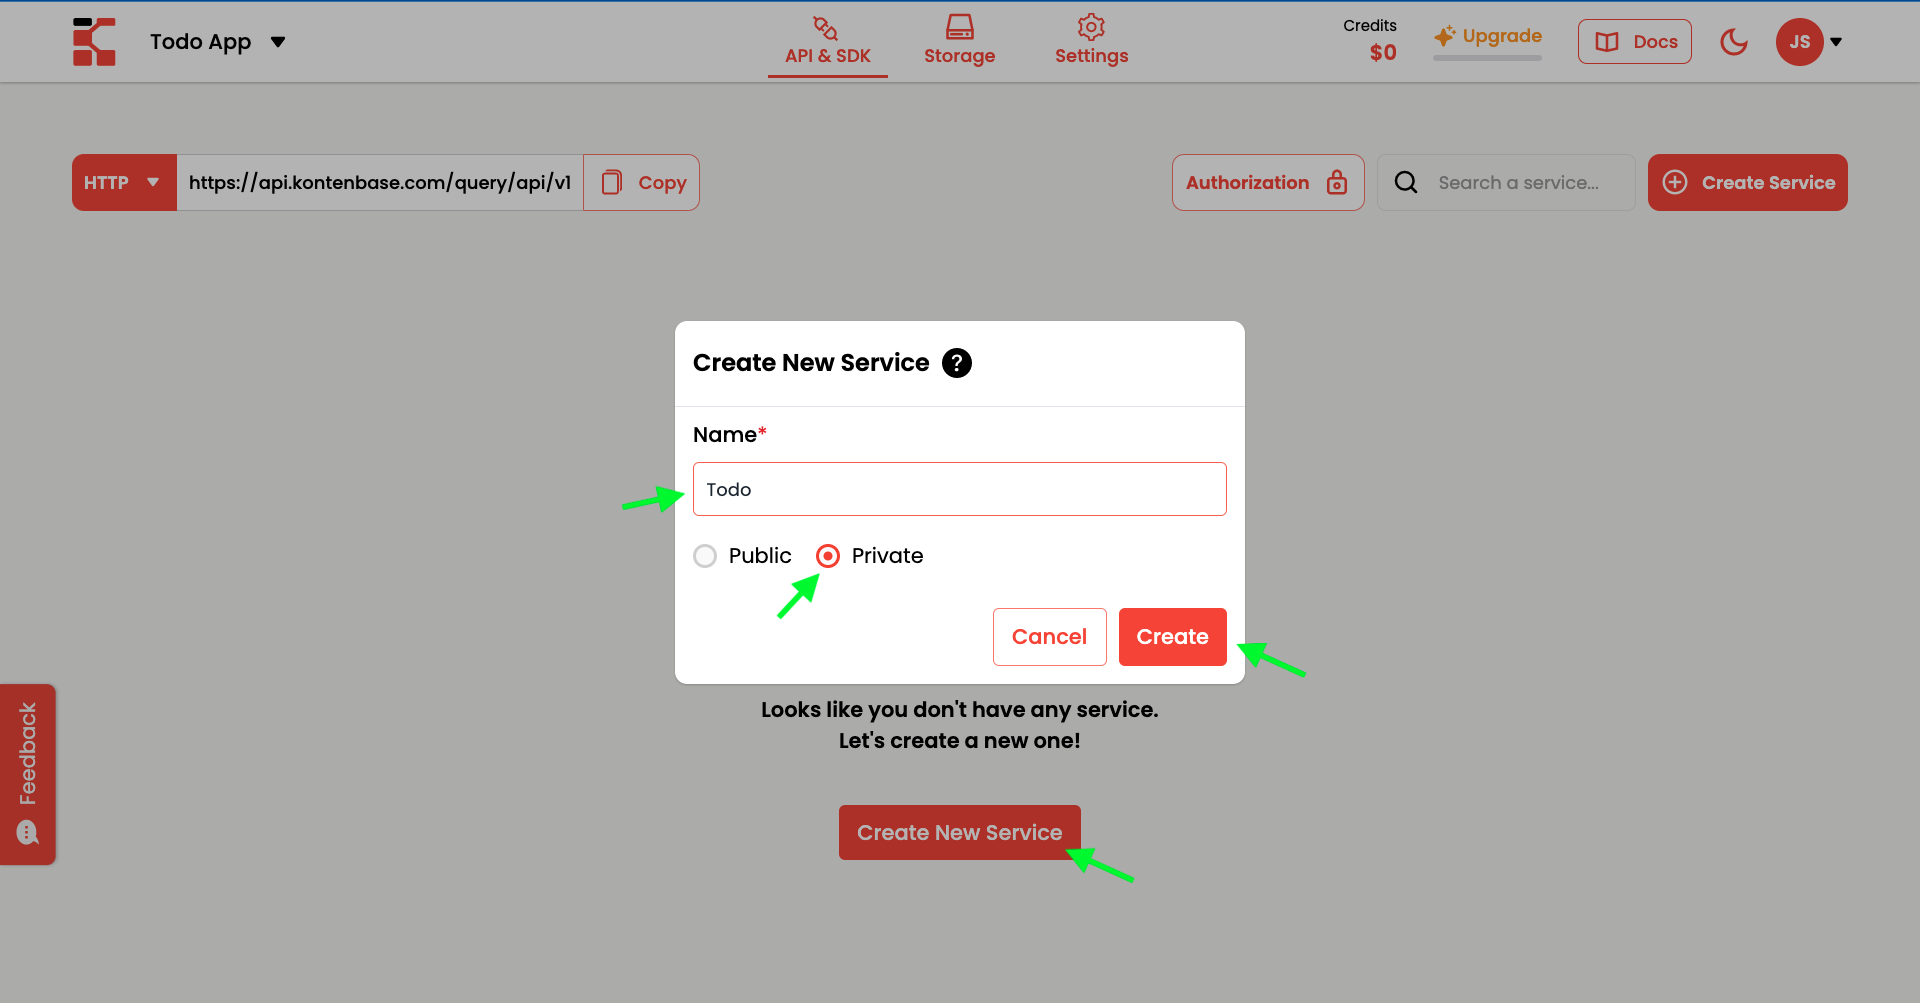 Todo App
API & SDK
Storage
Settings
Credits
$0
Upgrade
Docs
JS
HTTP
https://api.kontenbase.com/query/api/v1
Copy
Authorization
Search a service...
Create Service
Create New Service ?
Name*
Todo
Public
Private
Cancel
Create
Looks like you don't have any service.
Let's create a new one!
Create New Service
Feedback